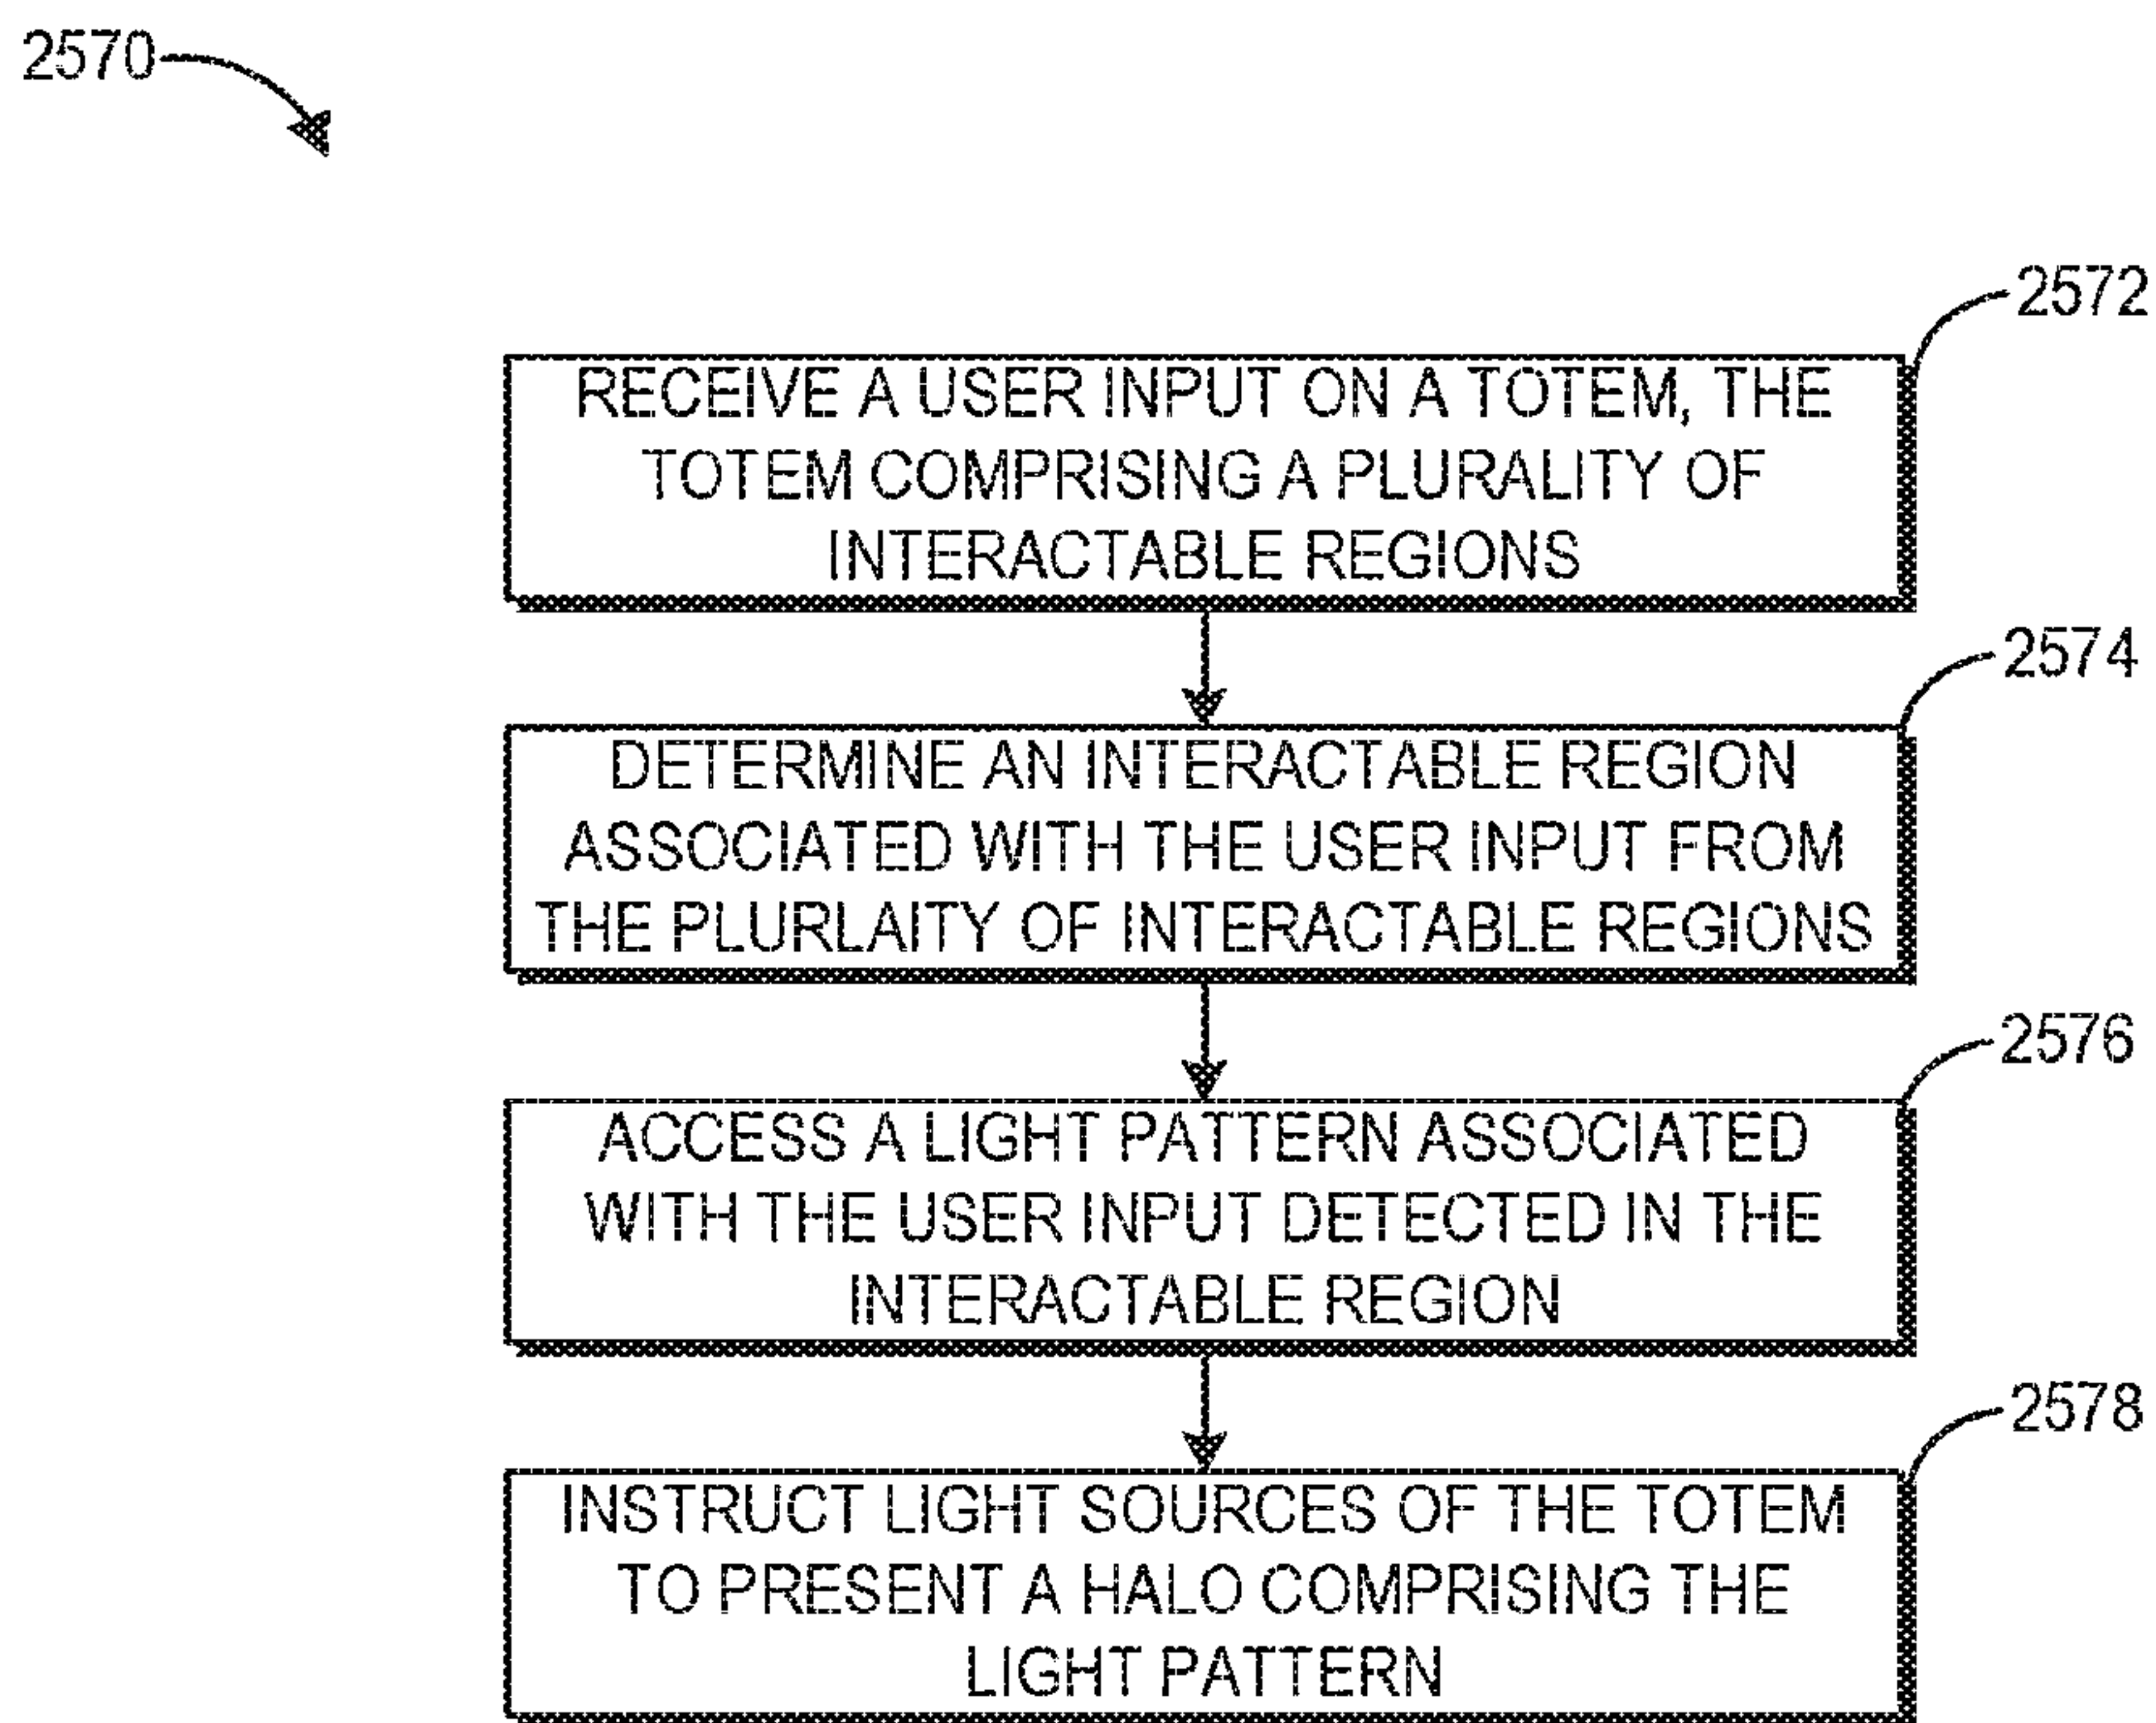 2570
2572
RECEIVE A USER INPUT ON A TOTEM, THE
TOTEM COMPRISING A PLURALITY OF
INTERACTABLE REGIONS
2574
DETERMINE AN INTERACTABLE REGION
ASSOCIATED WITH THE USER INPUT FROM
THE PLURLAITY OF INTERACTABLE REGIONS
2576
ACCESS A LIGHT PATTERN ASSOCIATED
WITH THE USER INPUT DETECTED IN THE
INTERACTABLE REGION
2578
INSTRUCT LIGHT SOURCES OF THE TOTEM
TO PRESENT A HALO COMPRISING THE
LIGHT PATTERN